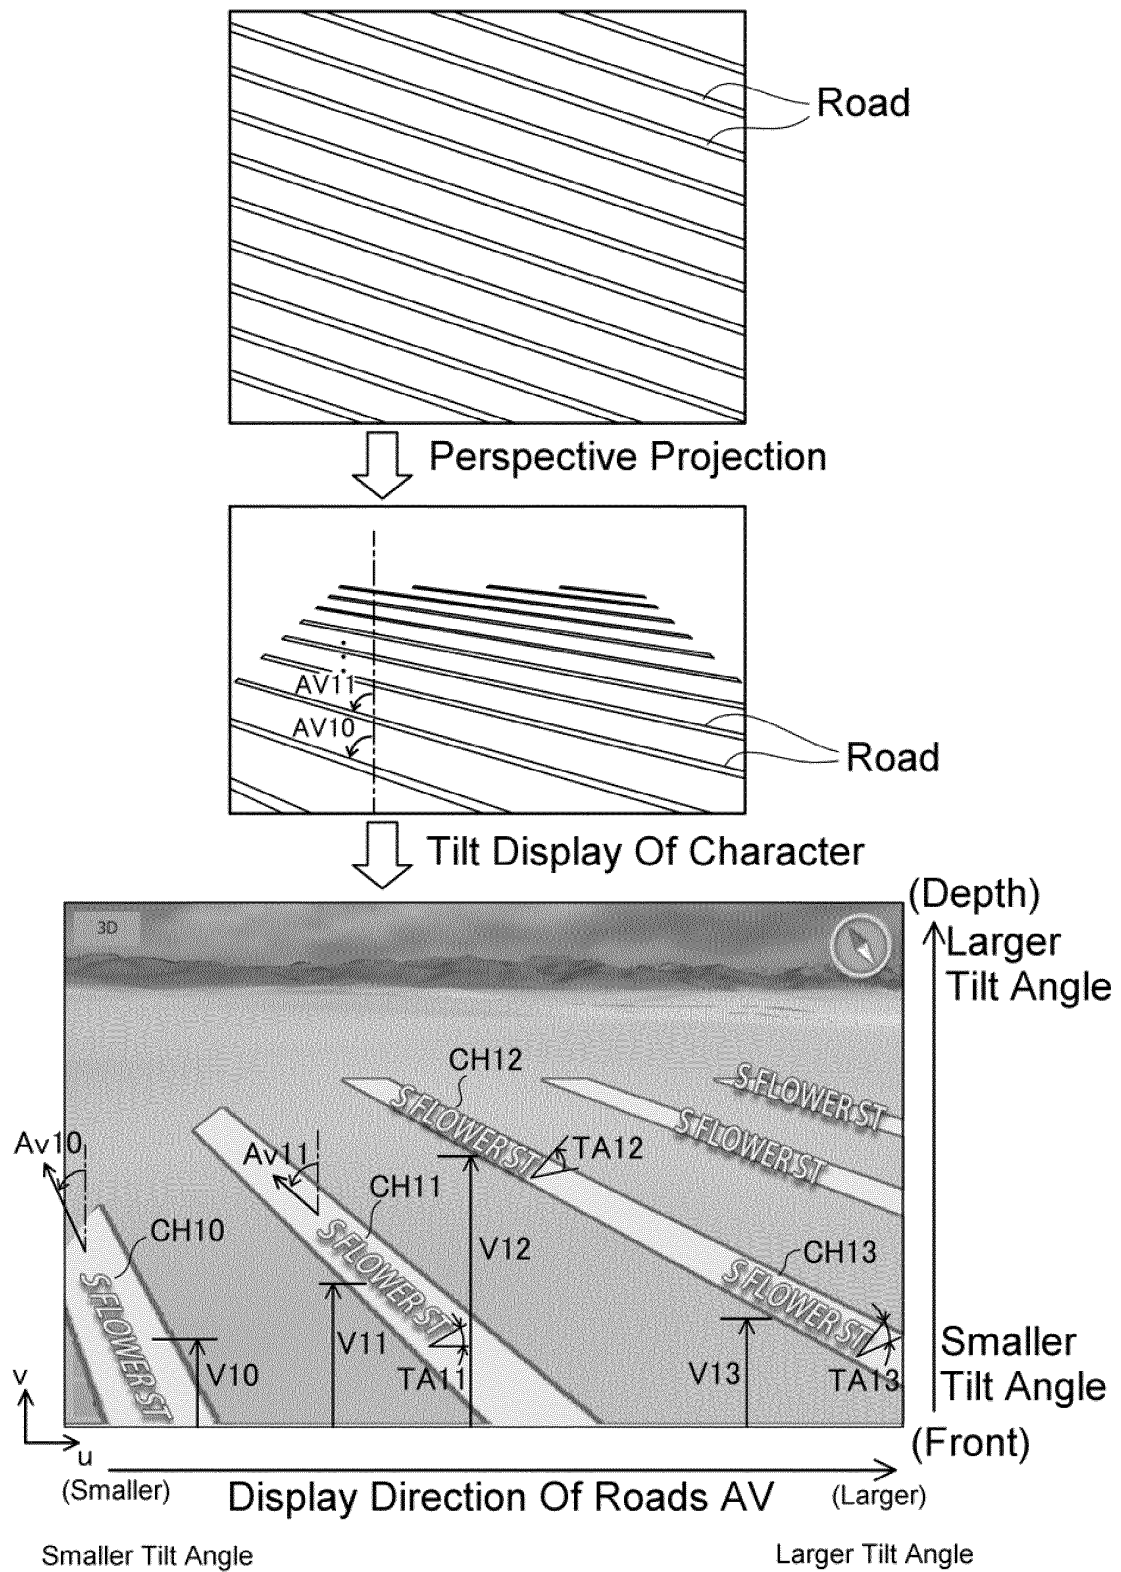 Road
Perspective Projection
AV11
AV10
Road
Tilt Display Of Character
(Depth)
3D
Larger
Tilt Angle
CH12
S FLOWER ST
S FLOWER ST
S FLOWER ST
TA12
Av10
Av11
CH11
CH10
V12
CH13
S FLOWER ST
S FLOWER ST
S FLOWER ST
V11
V10
TA11
V13
TA13
Smaller
Tilt Angle
v
(Front)
u
(Smaller)
Display Direction Of Roads AV
(Larger)
Smaller Tilt Angle
Larger Tilt Angle